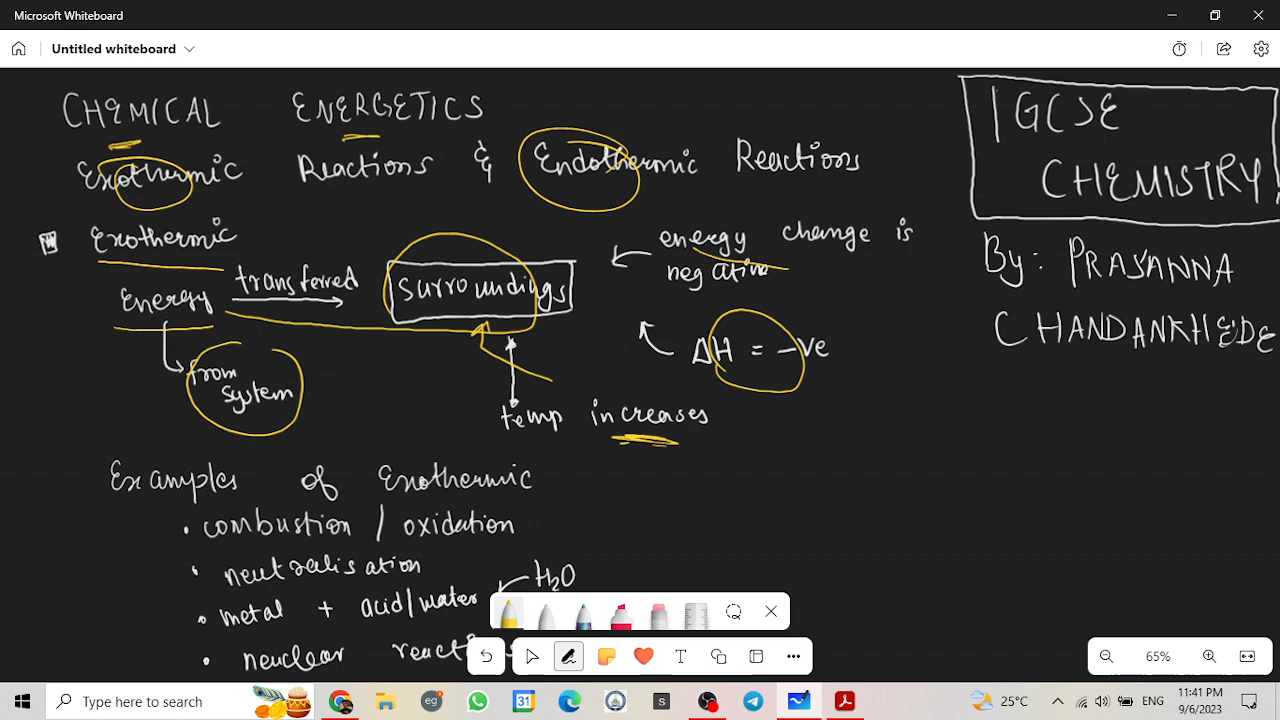 Microsoft Whiteboard
Untitled whiteboard
CHEMICAL ENERGETICS
Exothermic Reactions & Endothermic Reactions
IGCSE
CHEMISTRY
By: PRASANNA
CHANDANKHEDE
Exothermic
Energy transferred surroundings
from
system
energy change is
negative
ΔH = -ve
temp increases
Examples of Exothermic
• combustion / oxidation
• neutralisation
• metal + acid/water
H2O
• neuclear
65%
Type here to search
25°C
ENG
11:41 PM
9/6/2023